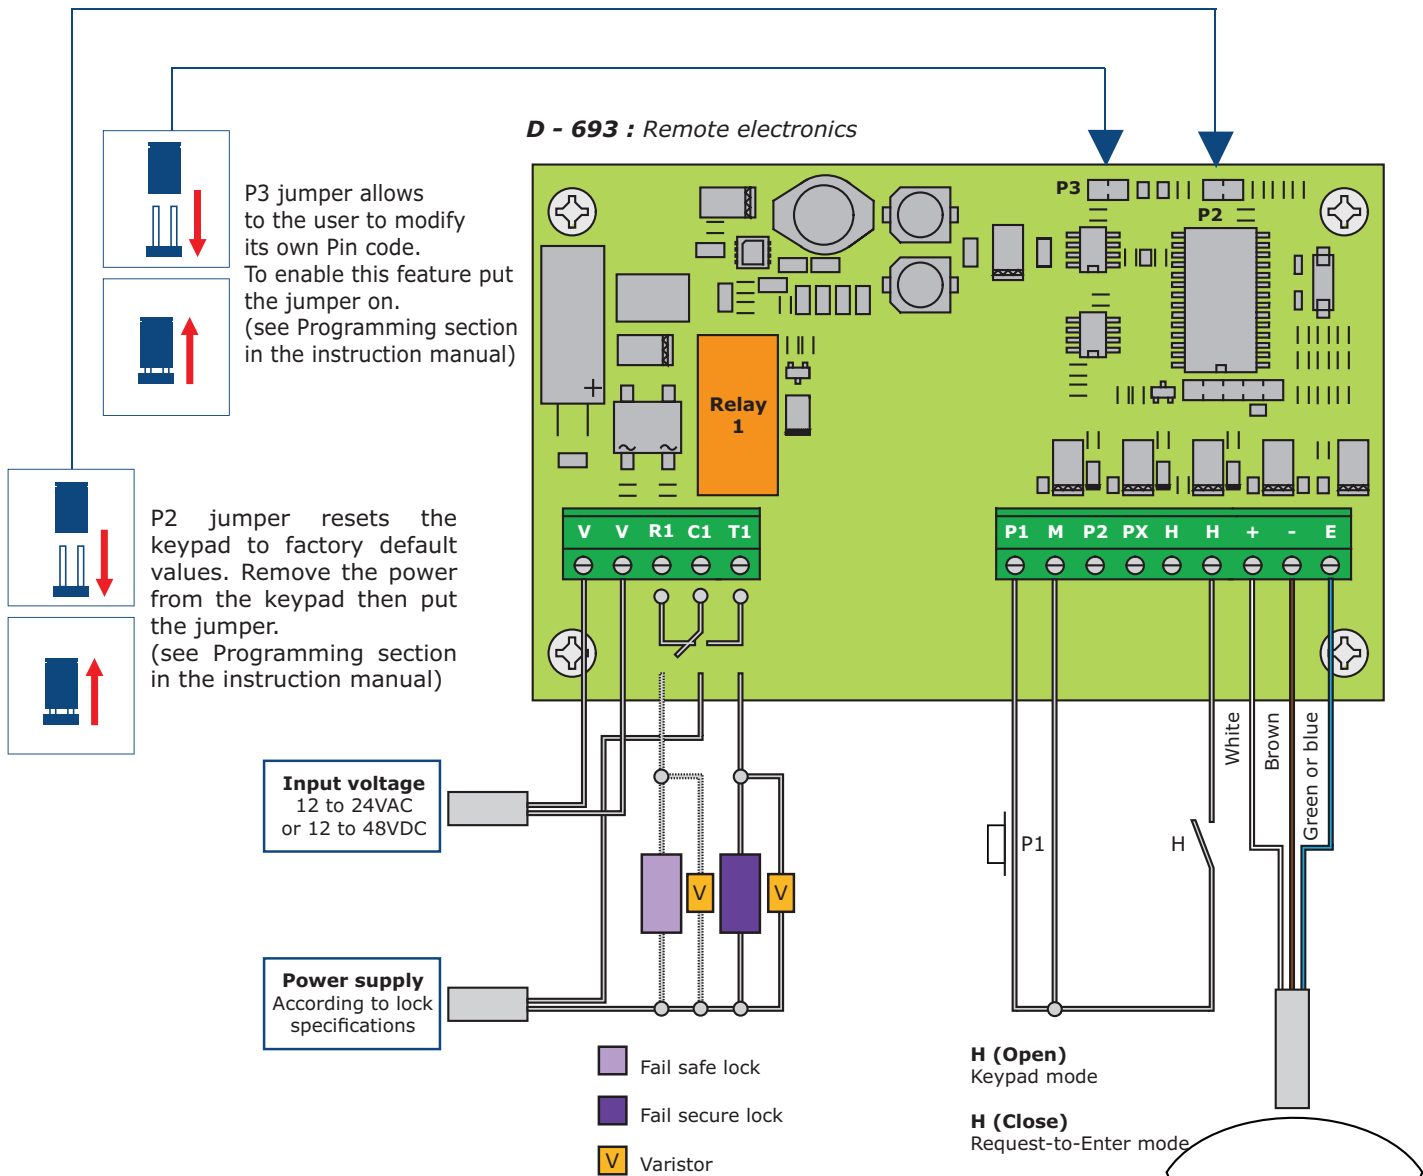 D - 693 : Remote electronics
P3 jumper allows
to the user to modify
its own Pin code.
To enable this feature put
the jumper on.
(see Programming section
in the instruction manual)
P2 jumper resets the
keypad to factory default
values. Remove the power
from the keypad then put
the jumper.
(see Programming section
in the instruction manual)
P3
P2
+
~ ~
Relay
1
V V R1 C1 T1
P1 M P2 PX H H + - E
White
Brown
Green or blue
Input voltage
12 to 24VAC
or 12 to 48VDC
P1
H
V
V
Power supply
According to lock
specifications
Fail safe lock
Fail secure lock
V Varistor
H (Open)
Keypad mode
H (Close)
Request-to-Enter mode